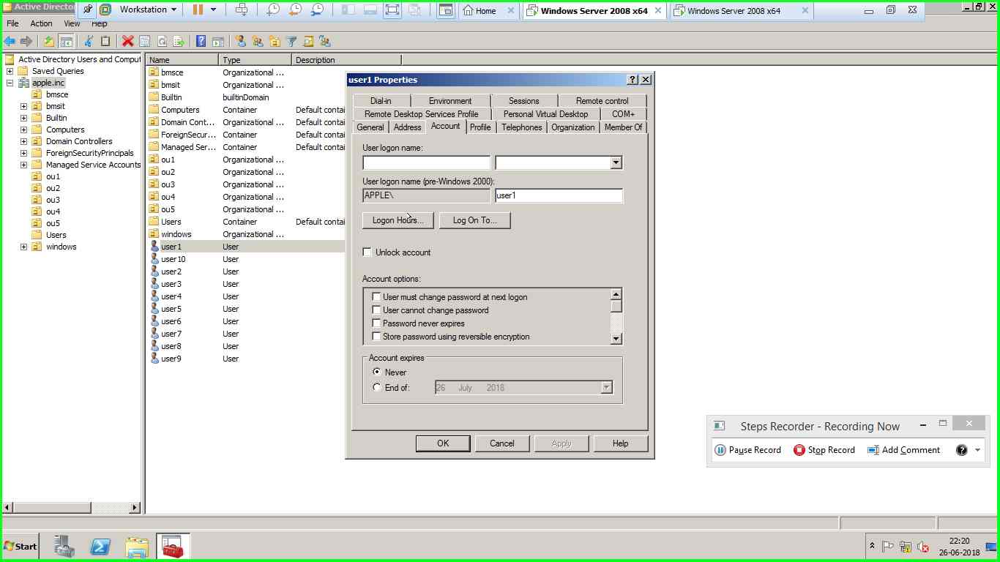 Active Directory
Workstation
Home
Windows Server 2008 x64
Windows Server 2008 x64
File Action View Help
Active Directory Users and Comput
Saved Queries
apple.inc
bmsce
bmsit
Builtin
Computers
Domain Controllers
ForeignSecurityPrincipals
Managed Service Accounts
ou1
ou2
ou3
ou4
ou5
Users
windows
Name Type Description
bmsce Organizational ...
bmsit Organizational ...
Builtin builtinDomain
Computers Container Default contai
Domain Cont... Organizational ... Default contai
ForeignSecur... Container Default contai
Managed Ser... Container Default contai
ou1 Organizational ...
ou2 Organizational ...
ou3 Organizational ...
ou4 Organizational ...
ou5 Organizational ...
Users Container Default contai
windows Organizational ...
user1 User
user10 User
user2 User
user3 User
user4 User
user5 User
user6 User
user7 User
user8 User
user9 User
user1 Properties
Dial-in Environment Sessions Remote control
Remote Desktop Services Profile Personal Virtual Desktop COM+
General Address Account Profile Telephones Organization Member Of
User logon name:
User logon name (pre-Windows 2000):
APPLE\ user1
Logon Hours... Log On To...
Unlock account
Account options:
User must change password at next logon
User cannot change password
Password never expires
Store password using reversible encryption
Account expires
Never
End of: 26 July 2018
OK Cancel Apply Help
Steps Recorder - Recording Now
Pause Record Stop Record Add Comment
Start
22:20
26-06-2018